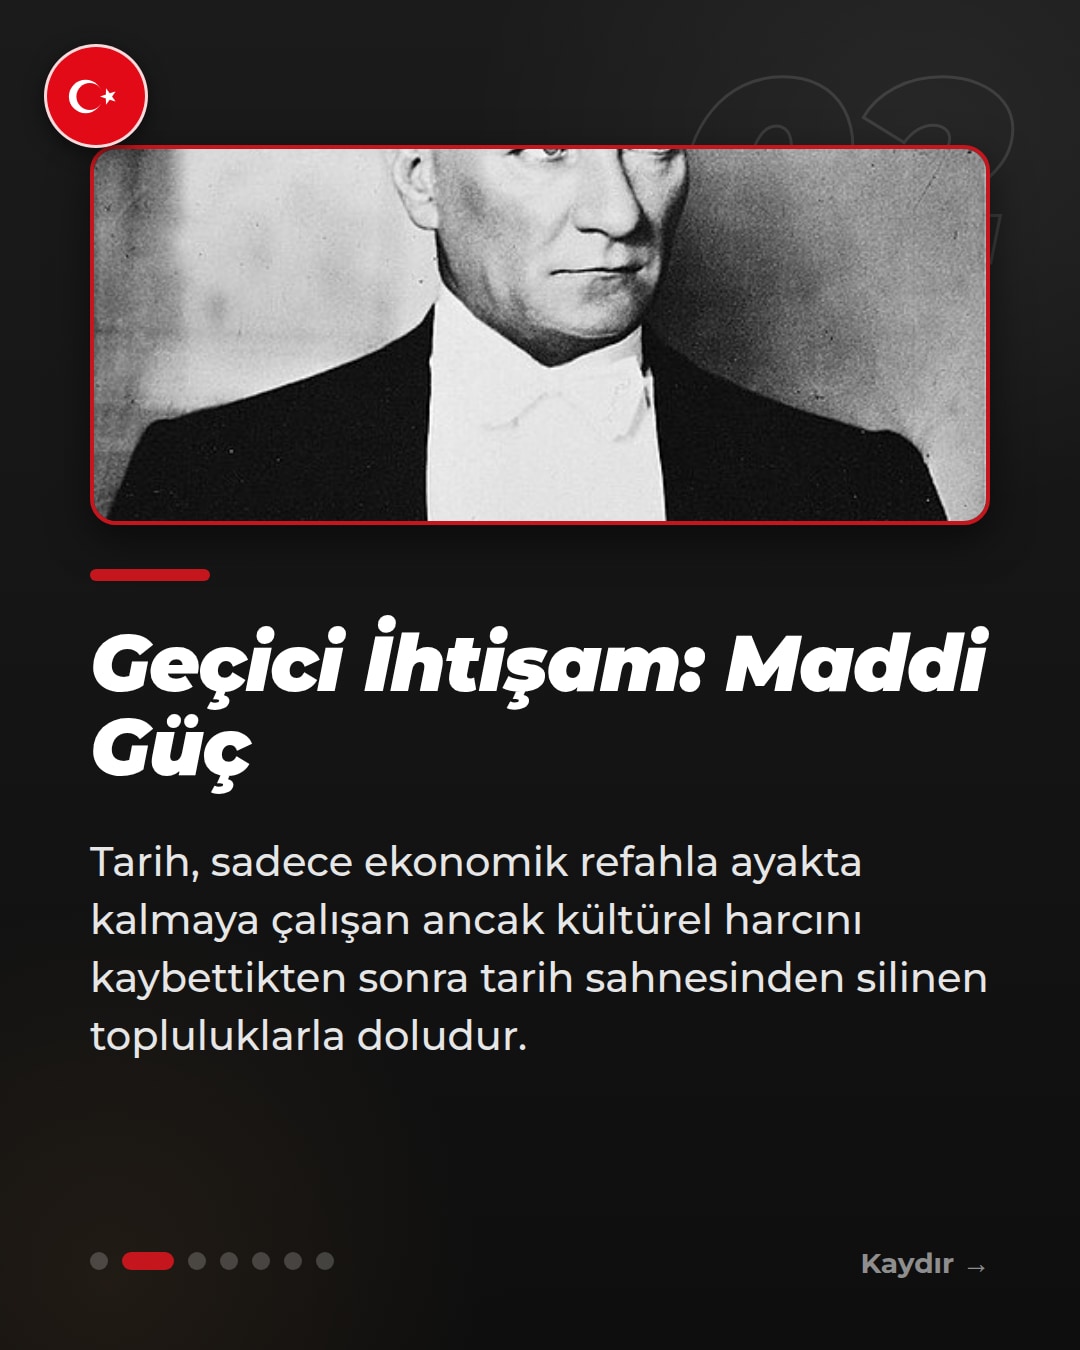 Geçici İhtişam: Maddi
Güç
Tarih, sadece ekonomik refahla ayakta
kalmaya çalışan ancak kültürel harcını
kaybettikten sonra tarih sahnesinden silinen
topluluklarla doludur.
Kaydır →